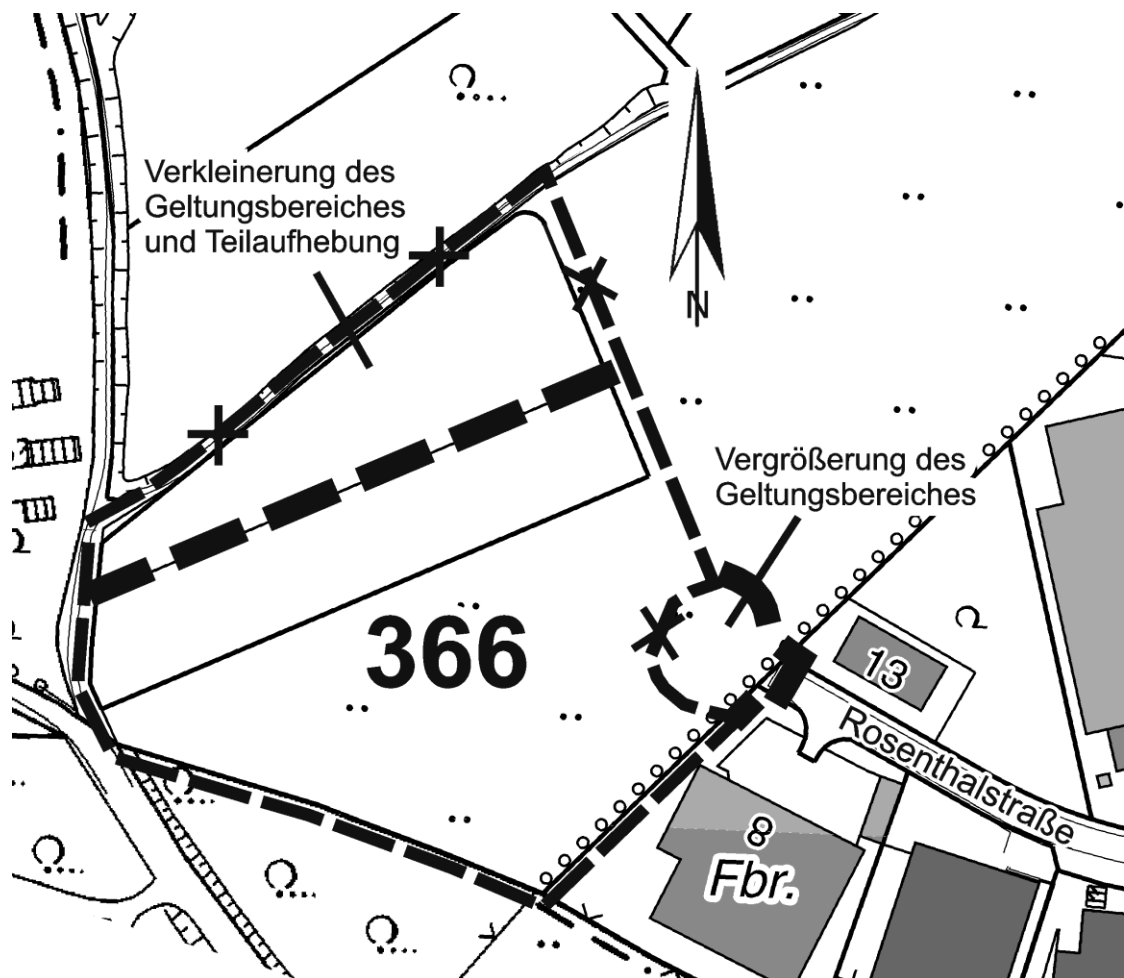 Verkleinerung des
Geltungsbereiches
und Teilaufhebung
N
Vergrößerung des
Geltungsbereiches
366
13
Rosenthalstraße
8
Fbr.